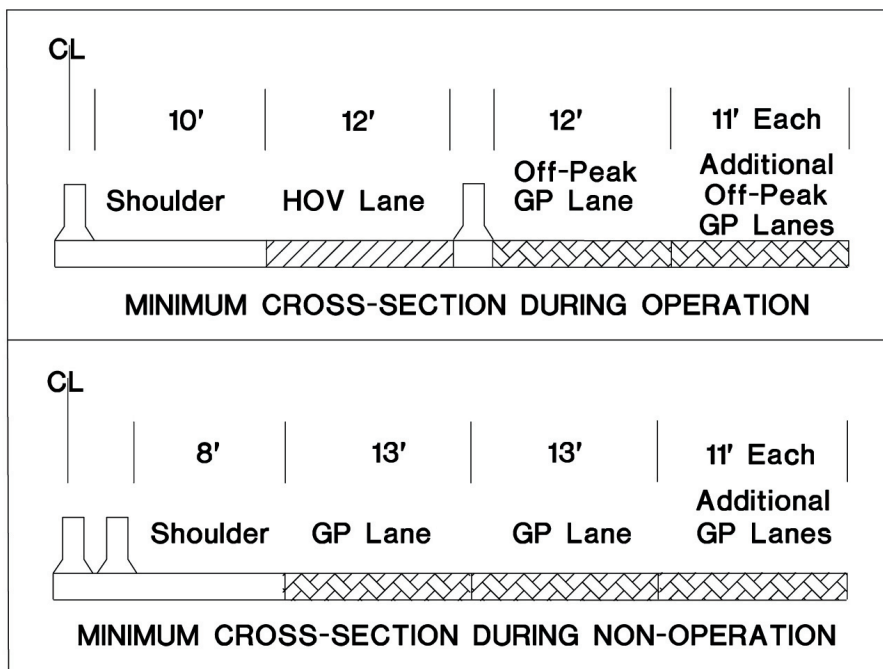 CL
10' 12' 12' 11' Each
Shoulder
HOV Lane
Off-Peak
GP Lane
Additional
Off-Peak
GP Lanes
MINIMUM CROSS-SECTION DURING OPERATION
CL
8' 13' 13' 11' Each
Shoulder
GP Lane
GP Lane
Additional
GP Lanes
MINIMUM CROSS-SECTION DURING NON-OPERATION